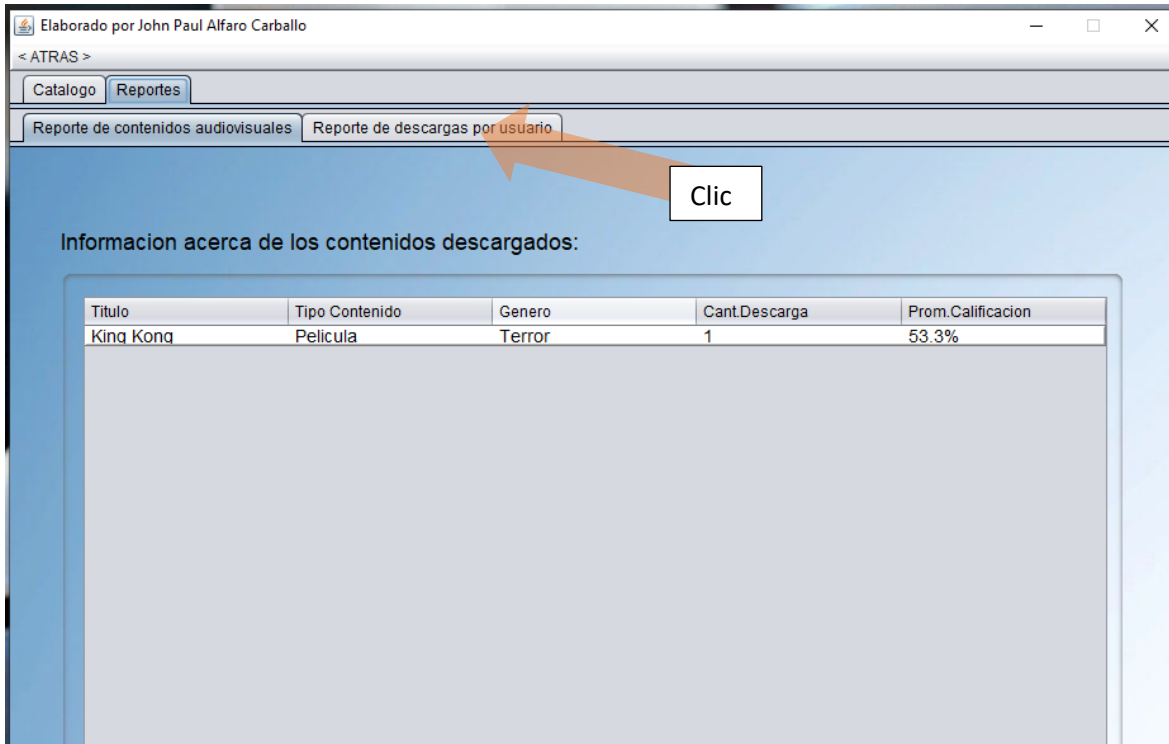 Elaborado por John Paul Alfaro Carballo
< ATRAS >
Catalogo Reportes
Reporte de contenidos audiovisuales Reporte de descargas por usuario
Clic
Informacion acerca de los contenidos descargados:
Titulo Tipo Contenido Genero Cant.Descarga Prom.Calificacion
King Kong Pelicula Terror 1 53.3%